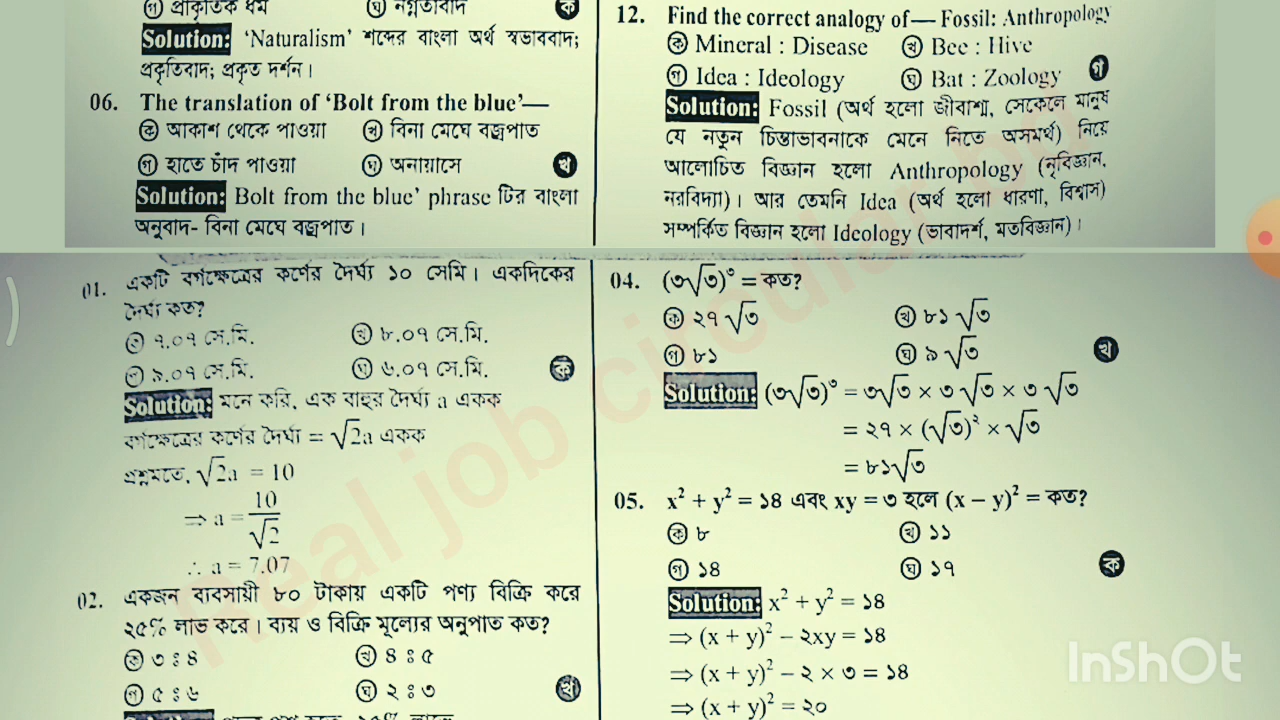 গ প্রাকৃতিক ধর্ম ঘ নগ্নতাবাদ ক
Solution: ‘Naturalism’ শব্দের বাংলা অর্থ স্বভাববাদ;
প্রকৃতিবাদ; প্রকৃত দর্শন।
06. The translation of ‘Bolt from the blue’—
ক আকাশ থেকে পাওয়া খ বিনা মেঘে বজ্রপাত
গ হাতে চাঁদ পাওয়া ঘ অনায়াসে খ
Solution: Bolt from the blue’ phrase টির বাংলা
অনুবাদ- বিনা মেঘে বজ্রপাত।
12. Find the correct analogy of— Fossil: Anthropology
ক Mineral : Disease খ Bee : Hive
গ Idea : Ideology ঘ Bat : Zoology গ
Solution: Fossil (অর্থ হলো জীবাশ্ম, সেকেলে মানুষ
যে নতুন চিন্তাভাবনাকে মেনে নিতে অসমর্থ) নিয়ে
আলোচিত বিজ্ঞান হলো Anthropology (নৃবিজ্ঞান,
নরবিদ্যা)। আর তেমনি Idea (অর্থ হলো ধারণা, বিশ্বাস)
সম্পর্কিত বিজ্ঞান হলো Ideology (ভাবাদর্শ, মতবিজ্ঞান)।
01. একটি বর্গক্ষেত্রের কর্ণের দৈর্ঘ্য ১০ সেমি। একদিকের
দৈর্ঘ্য কত?
ক ৭.০৭ সে.মি. খ ৮.০৭ সে.মি.
গ ৯.০৭ সে.মি. ঘ ৬.০৭ সে.মি. ক
Solution: মনে করি, এক বাহুর দৈর্ঘ্য a একক
বর্গক্ষেত্রের কর্ণের দৈর্ঘ্য = √2a একক
প্রশ্নমতে, √2a = 10
⇒ a = 10/√2
∴ a = 7.07
02. একজন ব্যবসায়ী ৮০ টাকায় একটি পণ্য বিক্রি করে
২৫% লাভ করে। ব্যয় ও বিক্রি মূল্যের অনুপাত কত?
ক ৩ ঃ ৪ খ ৪ ঃ ৫
গ ৫ ঃ ৬ ঘ ২ ঃ ৩ খ
04. (৩√৩)³ = কত?
ক ২৭√৩ খ ৮১√৩
গ ৮১ ঘ ৯√৩ খ
Solution: (৩√৩)³ = ৩√৩ × ৩√৩ × ৩√৩
= ২৭ × (√৩)² × √৩
= ৮১√৩
05. x² + y² = ১৪ এবং xy = ৩ হলে (x − y)² = কত?
ক ৮ খ ১১
গ ১৪ ঘ ১৭ ক
Solution: x² + y² = ১৪
⇒ (x + y)² − ২xy = ১৪
⇒ (x + y)² − ২ × ৩ = ১৪
⇒ (x + y)² = ২০
Real job circular bd
InShOt